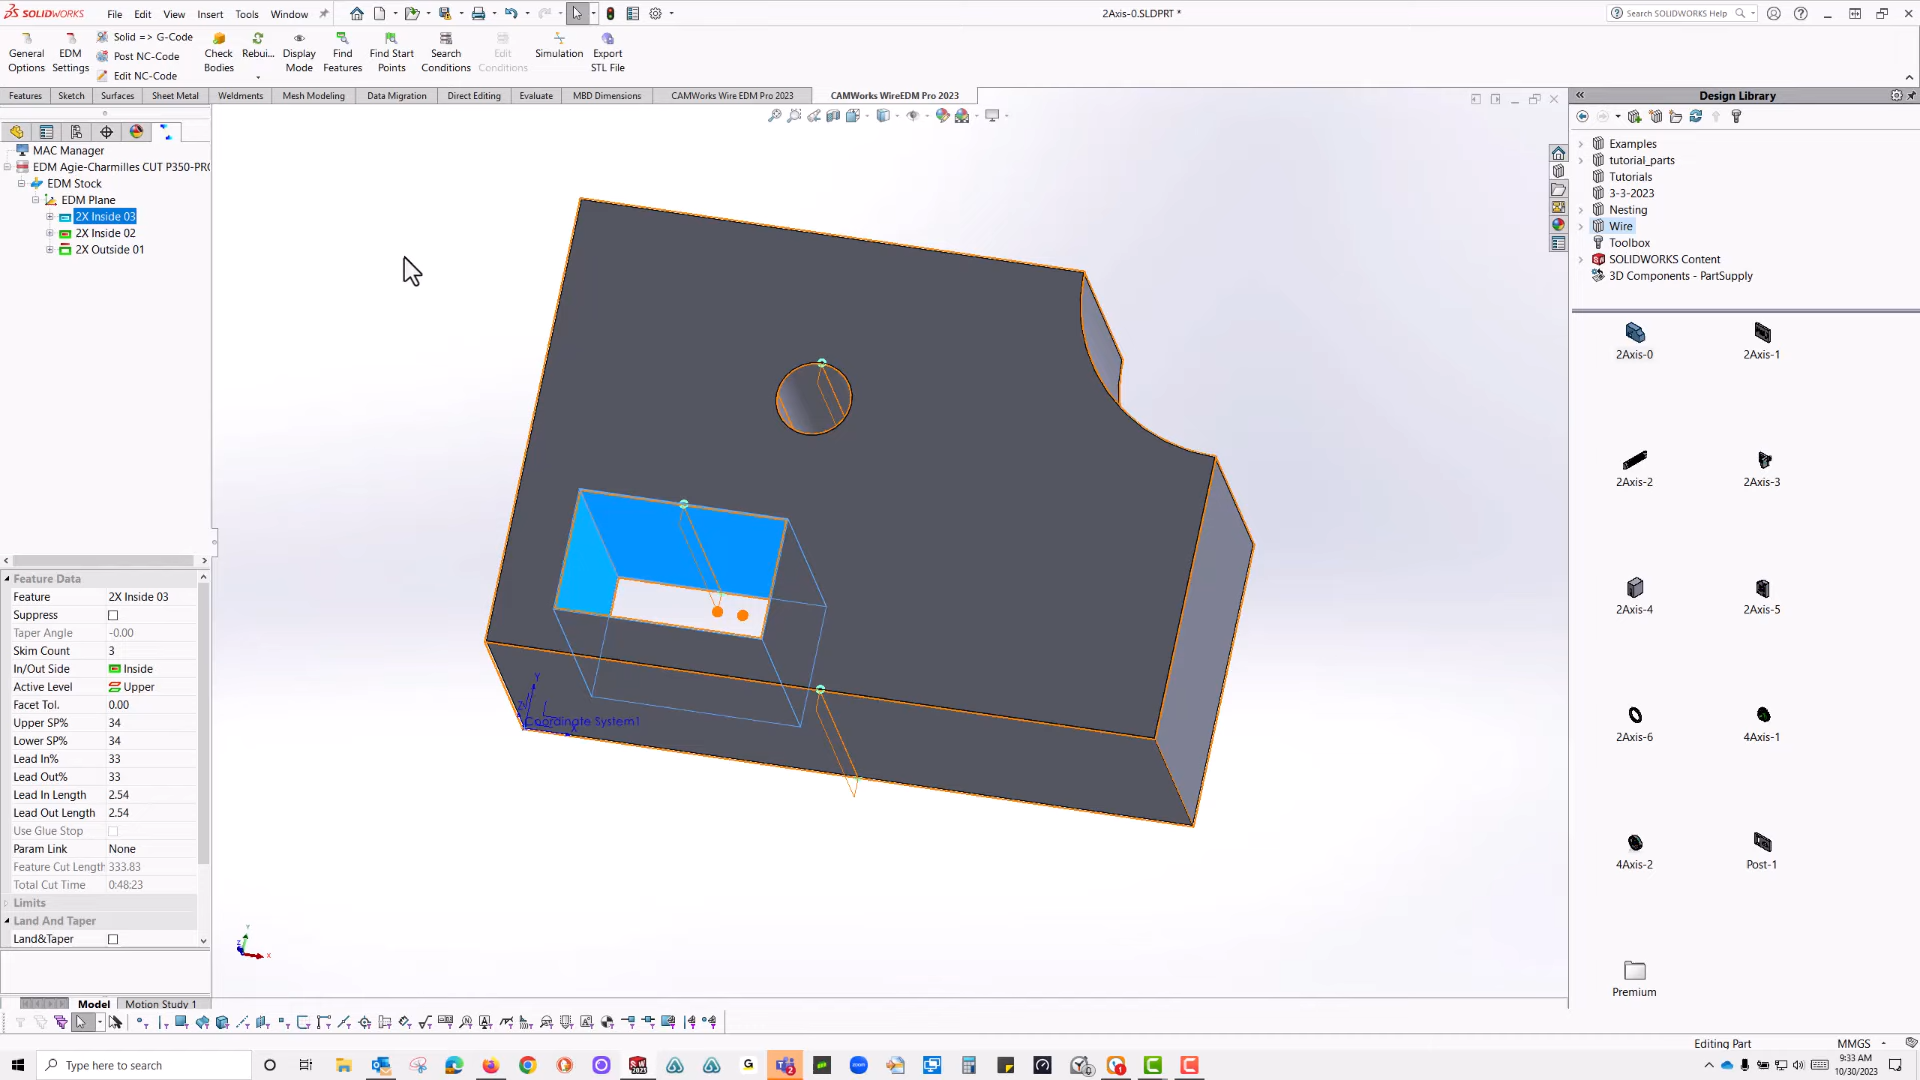 SOLIDWORKS File Edit View Insert Tools Window
2Axis-0.SLDPRT *
Search SOLIDWORKS Help
General Options
EDM Settings
Solid => G-Code
Post NC-Code
Edit NC-Code
Check Bodies
Rebui...
Display Mode
Find Features
Find Start Points
Search Conditions
Edit Conditions
Simulation
Export STL File
Features Sketch Surfaces Sheet Metal Weldments Mesh Modeling Data Migration Direct Editing Evaluate MBD Dimensions CAMWorks Wire EDM Pro 2023 CAMWorks WireEDM Pro 2023
MAC Manager
EDM Agie-Charmilles CUT P350-PRO
EDM Stock
EDM Plane
2X Inside 03
2X Inside 02
2X Outside 01
Feature Data
Feature 2X Inside 03
Suppress
Taper Angle -0.00
Skim Count 3
In/Out Side Inside
Active Level Upper
Facet Tol. 0.00
Upper SP% 34
Lower SP% 34
Lead In% 33
Lead Out% 33
Lead In Length 2.54
Lead Out Length 2.54
Use Glue Stop
Param Link None
Feature Cut Length 333.83
Total Cut Time 0:48:23
Limits
Land And Taper
Land&Taper
Coordinate System1
Design Library
Examples
tutorial_parts
Tutorials
3-3-2023
Nesting
Wire
Toolbox
SOLIDWORKS Content
3D Components - PartSupply
2Axis-0 2Axis-1
2Axis-2 2Axis-3
2Axis-4 2Axis-5
2Axis-6 4Axis-1
4Axis-2 Post-1
Premium
Model Motion Study 1
Editing Part MMGS
Type here to search
9:33 AM
10/30/2023